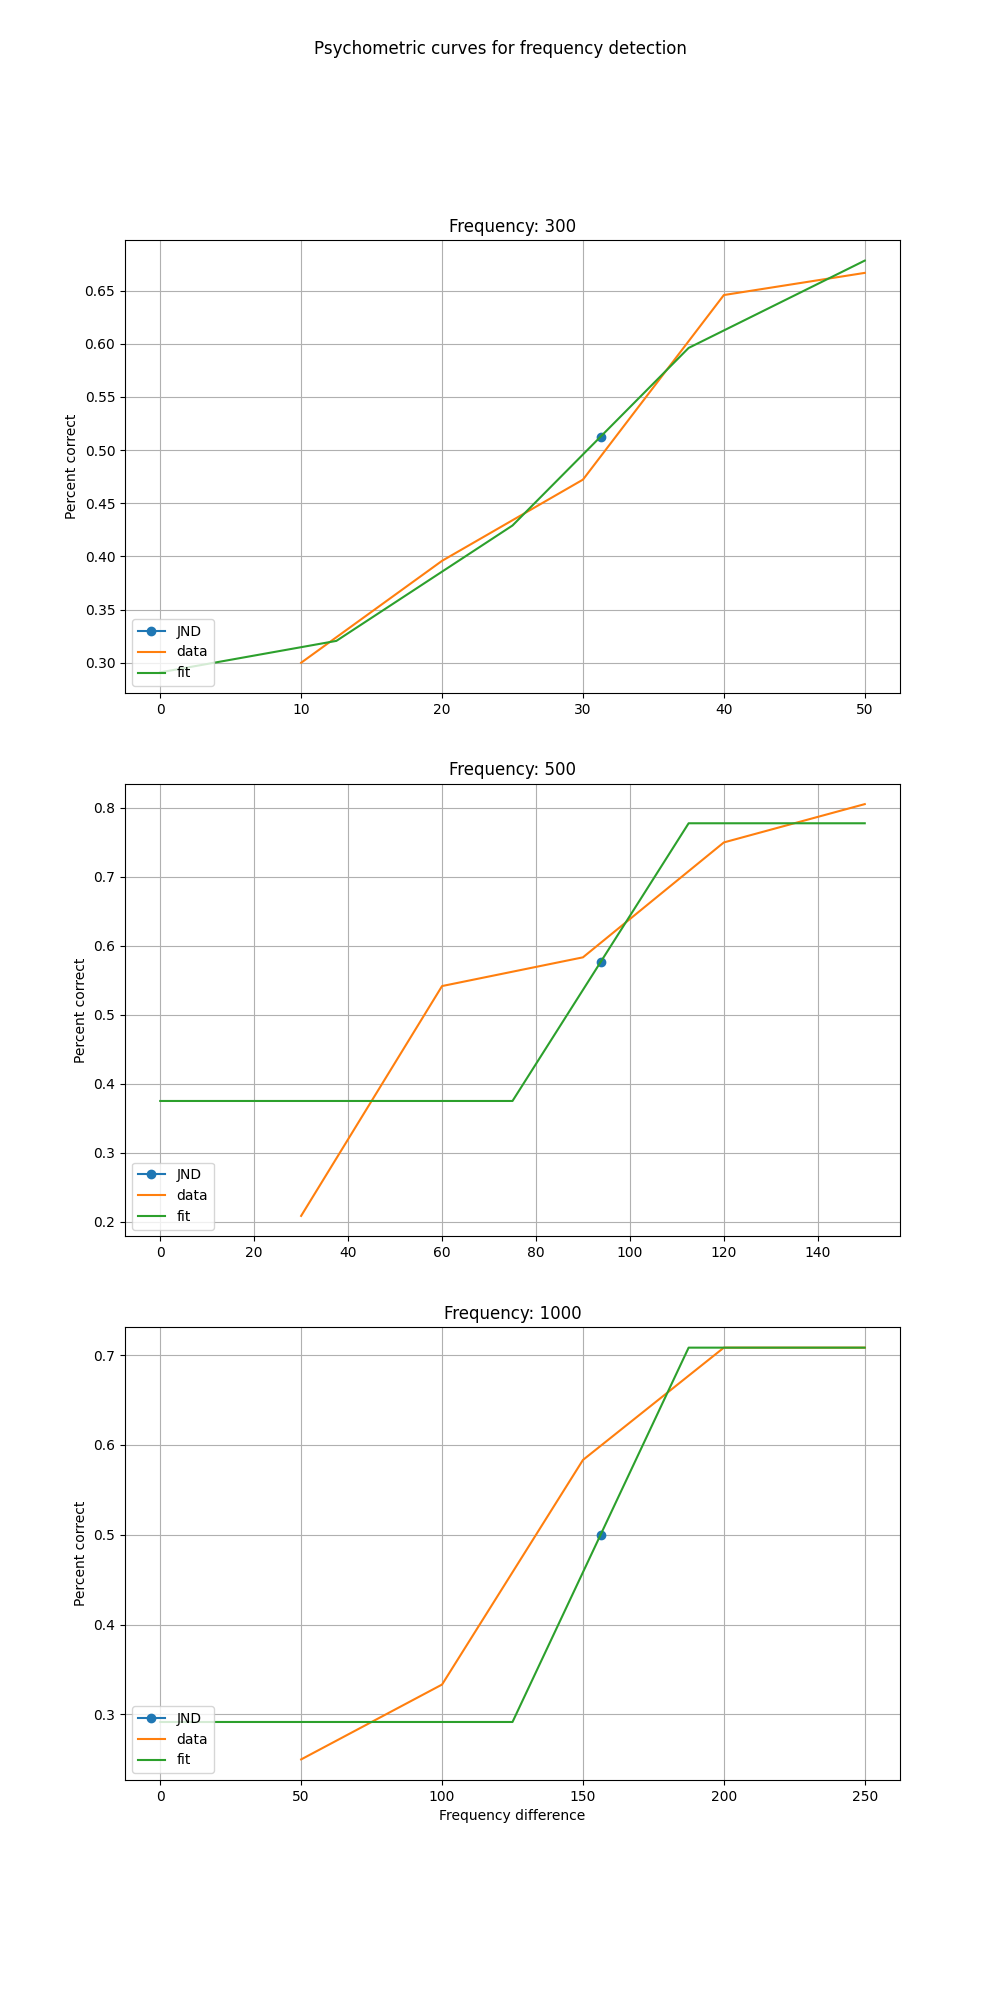 Psychometric curves for frequency detection
Frequency: 300
Percent correct
0.65
0.60
0.55
0.50
0.45
0.40
0.35
0.30
JND
data
fit
0 10 20 30 40 50
Frequency: 500
Percent correct
0.8
0.7
0.6
0.5
0.4
0.3
0.2
JND
data
fit
0 20 40 60 80 100 120 140
Frequency: 1000
Percent correct
0.7
0.6
0.5
0.4
0.3
JND
data
fit
0 50 100 150 200 250
Frequency difference